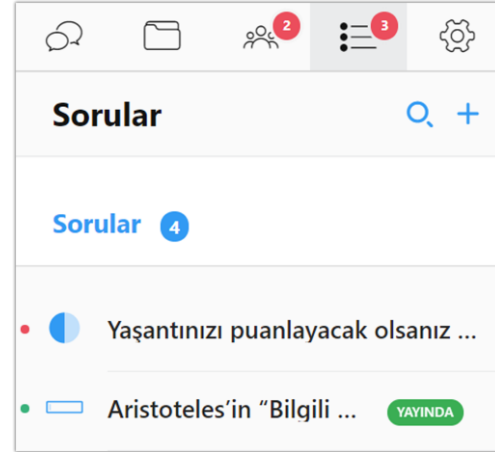 2 3
Sorular
Sorular 4
Yaşantınızı puanlayacak olsanız ...
Aristoteles’in “Bilgili ... YAYINDA